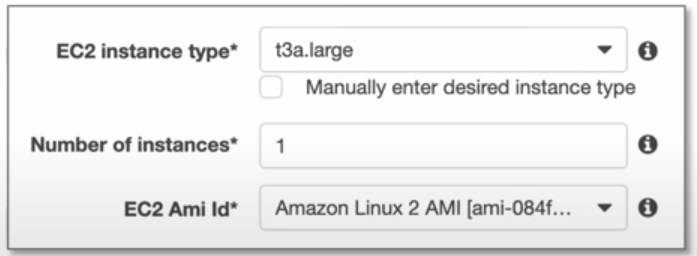 EC2 instance type* t3a.large
Manually enter desired instance type
Number of instances* 1
EC2 Ami Id* Amazon Linux 2 AMI [ami-084f...